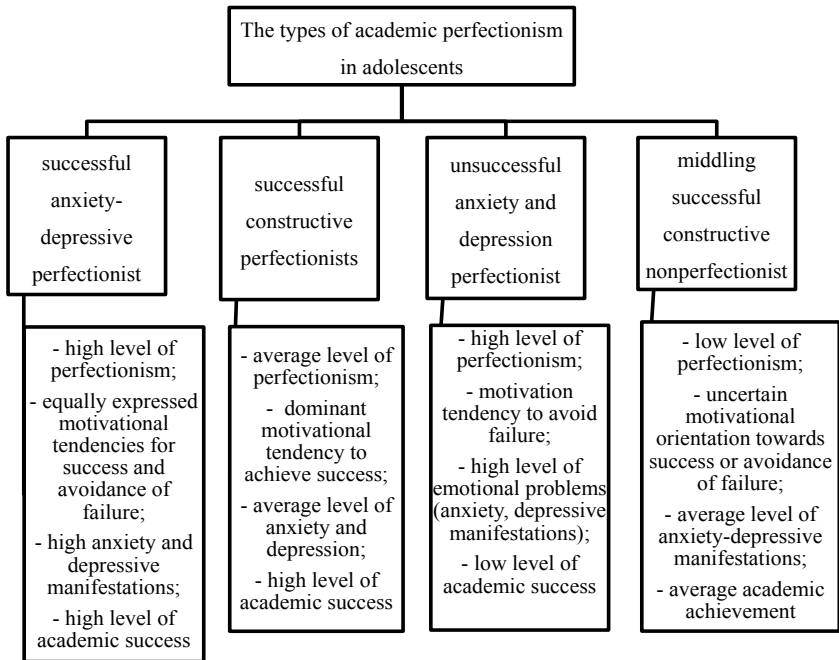 The types of academic perfectionism
in adolescents
successful
anxiety-
depressive
perfectionist
successful
constructive
perfectionists
unsuccessful
anxiety and
depression
perfectionist
middling
successful
constructive
nonperfectionist
- high level of
perfectionism;
- equally expressed
motivational
tendencies for
success and
avoidance of
failure;
- high anxiety and
depressive
manifestations;
- high level of
academic success
- average level of
perfectionism;
- dominant
motivational
tendency to
achieve success;
- average level of
anxiety and
depression;
- high level of
academic success
- high level of
perfectionism;
- motivation
tendency to avoid
failure;
- high level of
emotional problems
(anxiety, depressive
manifestations);
- low level of
academic success
- low level of
perfectionism;
- uncertain
motivational
orientation towards
success or avoidance
of failure;
- average level of
anxiety-depressive
manifestations;
- average academic
achievement